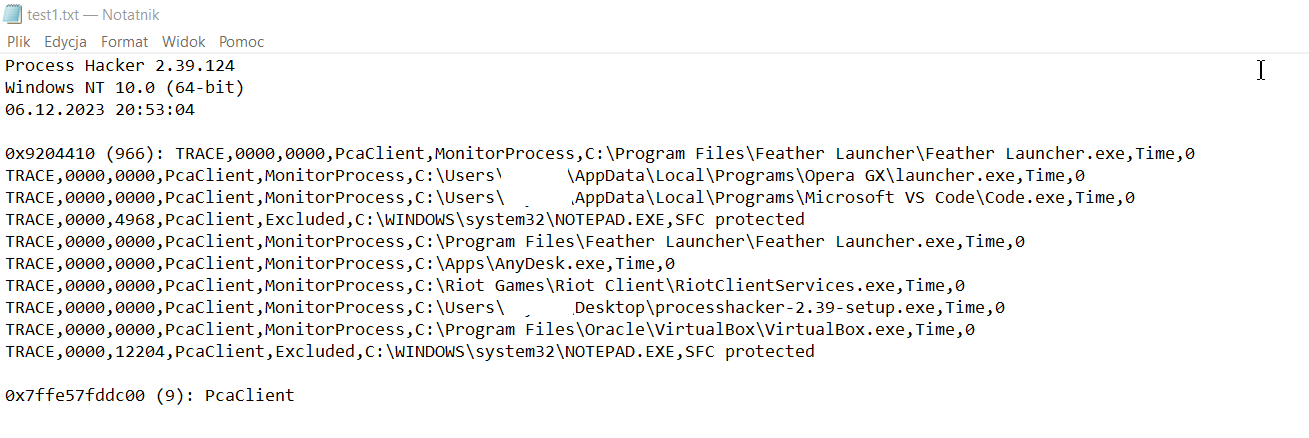 test1.txt — Notatnik
Plik Edycja Format Widok Pomoc
Process Hacker 2.39.124
Windows NT 10.0 (64-bit)
06.12.2023 20:53:04
0x9204410 (966): TRACE,0000,0000,PcaClient,MonitorProcess,C:\Program Files\Feather Launcher\Feather Launcher.exe,Time,0
TRACE,0000,0000,PcaClient,MonitorProcess,C:\Users\ \AppData\Local\Programs\Opera GX\launcher.exe,Time,0
TRACE,0000,0000,PcaClient,MonitorProcess,C:\Users\ \AppData\Local\Programs\Microsoft VS Code\Code.exe,Time,0
TRACE,0000,4968,PcaClient,Excluded,C:\WINDOWS\system32\NOTEPAD.EXE,SFC protected
TRACE,0000,0000,PcaClient,MonitorProcess,C:\Program Files\Feather Launcher\Feather Launcher.exe,Time,0
TRACE,0000,0000,PcaClient,MonitorProcess,C:\Apps\AnyDesk.exe,Time,0
TRACE,0000,0000,PcaClient,MonitorProcess,C:\Riot Games\Riot Client\RiotClientServices.exe,Time,0
TRACE,0000,0000,PcaClient,MonitorProcess,C:\Users\ Desktop\processhacker-2.39-setup.exe,Time,0
TRACE,0000,0000,PcaClient,MonitorProcess,C:\Program Files\Oracle\VirtualBox\VirtualBox.exe,Time,0
TRACE,0000,12204,PcaClient,Excluded,C:\WINDOWS\system32\NOTEPAD.EXE,SFC protected
0x7ffe57fddc00 (9): PcaClient